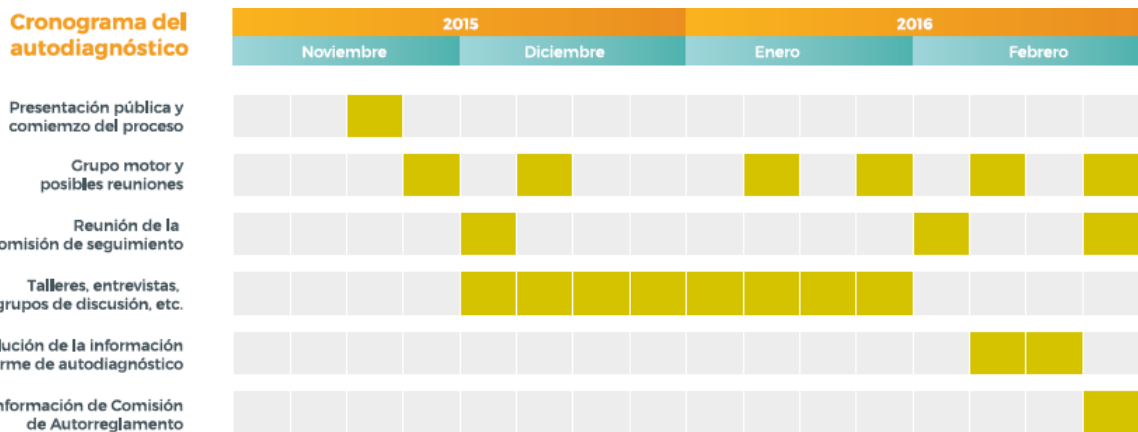 Cronograma del
autodiagnóstico
2015 2016
Noviembre Diciembre Enero Febrero
Presentación pública y
comiemzo del proceso
Grupo motor y
posibles reuniones
Reunión de la
omisión de seguimiento
Talleres, entrevistas,
grupos de discusión, etc.
lución de la información
rme de autodiagnóstico
nformación de Comisión
de Autorreglamento